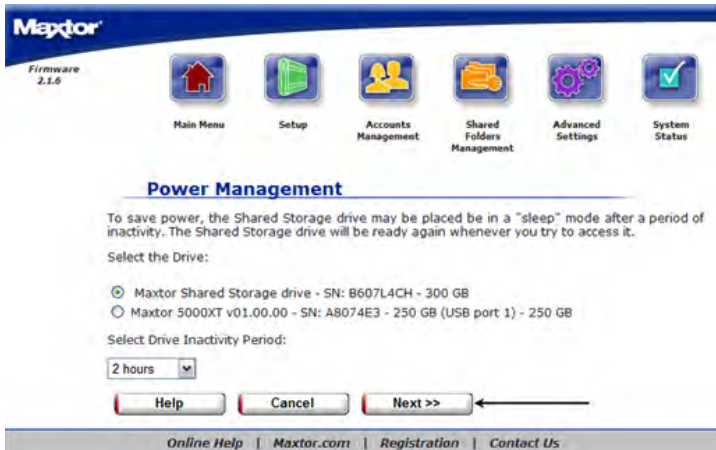 Maxtor
Firmware
2.1.6
Main Menu
Setup
Accounts
Management
Shared
Folders
Management
Advanced
Settings
System
Status
Power Management
To save power, the Shared Storage drive may be placed be in a "sleep" mode after a period of
inactivity. The Shared Storage drive will be ready again whenever you try to access it.
Select the Drive:
Maxtor Shared Storage drive - SN: B607L4CH - 300 GB
Maxtor 5000XT v01.00.00 - SN: A8074E3 - 250 GB (USB port 1) - 250 GB
Select Drive Inactivity Period:
2 hours
Help Cancel Next >>
Online Help | Maxtor.com | Registration | Contact Us